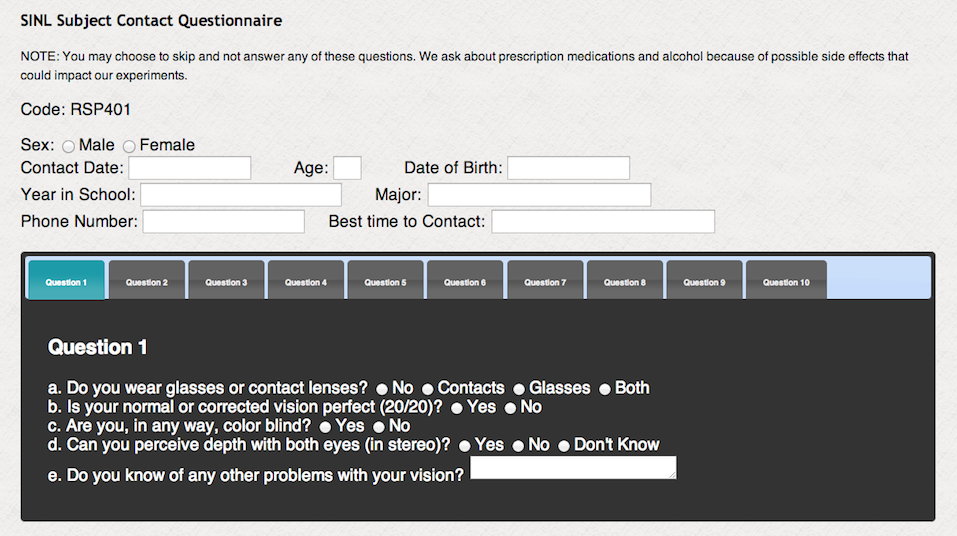 SINL Subject Contact Questionnaire
NOTE: You may choose to skip and not answer any of these questions. We ask about prescription medications and alcohol because of possible side effects that
could impact our experiments.
Code: RSP401
Sex: Male Female
Contact Date: Age: Date of Birth:
Year in School: Major:
Phone Number: Best time to Contact:
Question 1 Question 2 Question 3 Question 4 Question 5 Question 6 Question 7 Question 8 Question 9 Question 10
Question 1
a. Do you wear glasses or contact lenses? No Contacts Glasses Both
b. Is your normal or corrected vision perfect (20/20)? Yes No
c. Are you, in any way, color blind? Yes No
d. Can you perceive depth with both eyes (in stereo)? Yes No Don't Know
e. Do you know of any other problems with your vision?